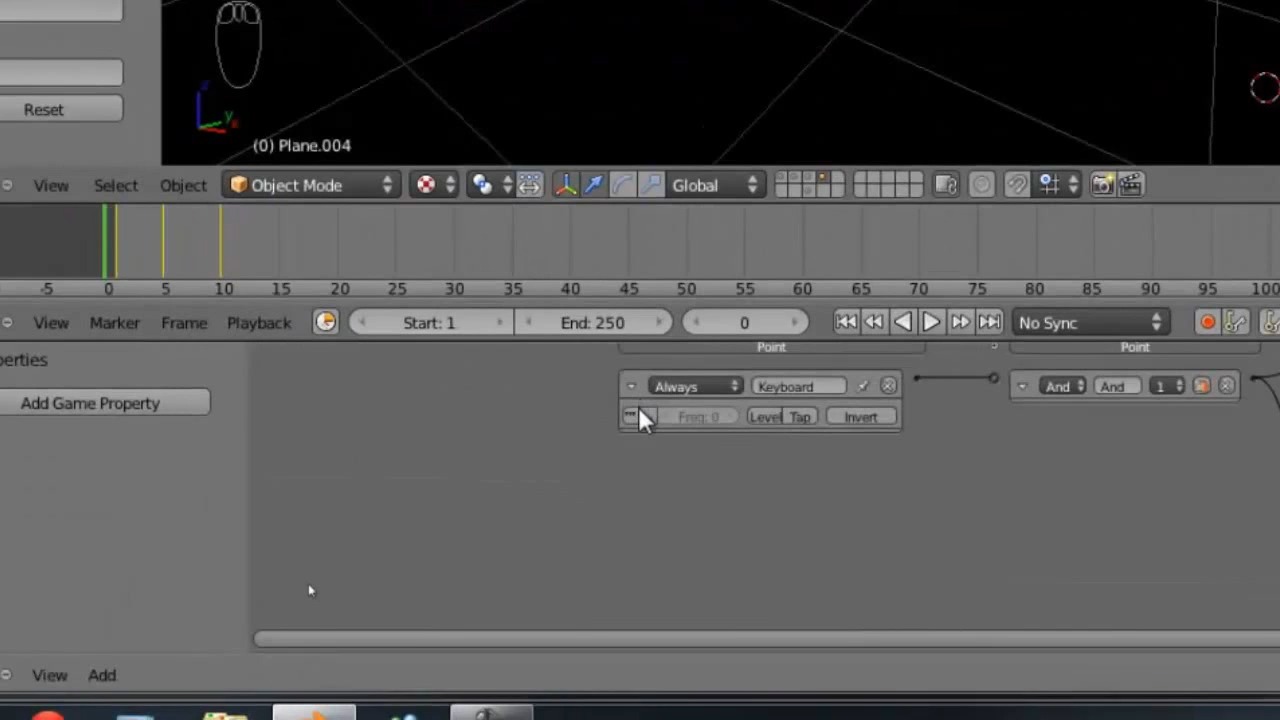 Reset
z
y
x
(0) Plane.004
View Select Object Object Mode Global
-5 0 5 10 15 20 25 30 35 40 45 50 55 60 65 70 75 80 85 90 95 100
View Marker Frame Playback Start: 1 End: 250 0 No Sync
erties
Point Point
Always Keyboard And And 1
Add Game Property
Freq: 0 Level Tap Invert
View Add